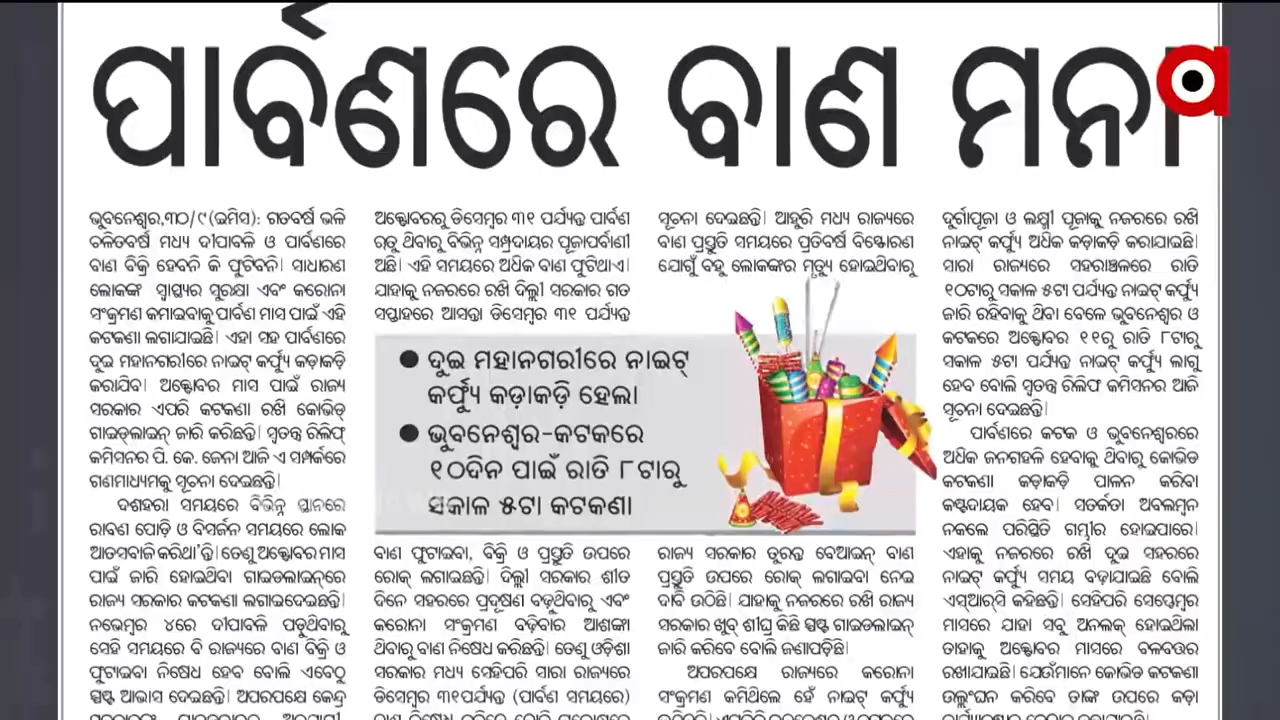 ପାର୍ବଣରେ ବାଣ ମନା
ଭୁବନେଶ୍ୱର,୩୦/୯(ଇମିସ): ଗତବର୍ଷ ଭଳି
ଚଳିତବର୍ଷ ମଧ୍ୟ ଦୀପାବଳି ଓ ପାର୍ବଣରେ
ବାଣ ବିକ୍ରି ହେବନି କି ଫୁଟିବନି। ସାଧାରଣ
ଲୋକଙ୍କ ସ୍ୱାସ୍ଥ୍ୟର ସୁରକ୍ଷା ଏବଂ କରୋନା
ସଂକ୍ରମଣ କମାଇବାକୁ ପାର୍ବଣ ମାସ ପାଇଁ ଏହି
କଟକଣା ଲଗାଯାଇଛି। ଏହା ସହ ପାର୍ବଣରେ
ଦୁଇ ମହାନଗରୀରେ ନାଇଟ୍ କର୍ଫ୍ୟୁ କଡ଼ାକଡ଼ି
କରାଯିବ। ଅକ୍ଟୋବର ମାସ ପାଇଁ ରାଜ୍ୟ
ସରକାର ଏପରି କଟକଣା ରଖି କୋଭିଡ୍
ଗାଇଡ୍‌ଲାଇନ୍ ଜାରି କରିଛନ୍ତି। ସ୍ୱତନ୍ତ୍ର ରିଲିଫ୍
କମିସନର ପି. କେ. ଜେନା ଆଜି ଏ ସମ୍ପର୍କରେ
ଗଣମାଧ୍ୟମକୁ ସୂଚନା ଦେଇଛନ୍ତି।
ଦଶହରା ସମୟରେ ବିଭିନ୍ନ ସ୍ଥାନରେ
ରାବଣ ପୋଡ଼ି ଓ ବିସର୍ଜନ ସମୟରେ ଲୋକ
ଆତସବାଜି କରିଥା'ନ୍ତି। ତେଣୁ ଅକ୍ଟୋବର ମାସ
ପାଇଁ ଜାରି ହୋଇଥିବା ଗାଇଡଲାଇନ୍‌ରେ
ରାଜ୍ୟ ସରକାର କଟକଣା ଲଗାଇଦେଇଛନ୍ତି।
ନଭେମ୍ବର ୪ରେ ଦୀପାବଳି ପଡୁଥିବାରୁ
ସେହି ସମୟରେ ବି ରାଜ୍ୟରେ ବାଣ ବିକ୍ରି ଓ
ଫୁଟାଇବା ନିଷେଧ ହେବ ବୋଲି ଏବେଠୁ
ସ୍ପଷ୍ଟ ଆଭାସ ଦେଇଛନ୍ତି। ଅପରପକ୍ଷେ କେନ୍ଦ୍ର
ଅକ୍ଟୋବରରୁ ଡିସେମ୍ବର ୩୧ ପର୍ଯ୍ୟନ୍ତ ପାର୍ବଣ
ଋତୁ ଥିବାରୁ ବିଭିନ୍ନ ସମ୍ପ୍ରଦାୟର ପୂଜାପର୍ବାଣୀ
ଅଛି। ଏହି ସମୟରେ ଅଧିକ ବାଣ ଫୁଟିଥାଏ।
ଯାହାକୁ ନଜରରେ ରଖି ଦିଲ୍ଲୀ ସରକାର ଗତ
ସପ୍ତାହରେ ଆସନ୍ତା ଡିସେମ୍ବର ୩୧ ପର୍ଯ୍ୟନ୍ତ
● ଦୁଇ ମହାନଗରୀରେ ନାଇଟ୍
କର୍ଫ୍ୟୁ କଡ଼ାକଡ଼ି ହେଲା
● ଭୁବନେଶ୍ୱର-କଟକରେ
୧୦ଦିନ ପାଇଁ ରାତି ୮ଟାରୁ
ସକାଳ ୫ଟା କଟକଣା
ବାଣ ଫୁଟାଇବା, ବିକ୍ରି ଓ ପ୍ରସ୍ତୁତି ଉପରେ
ରୋକ୍ ଲଗାଇଛନ୍ତି। ଦିଲ୍ଲୀ ସରକାର ଶୀତ
ଦିନେ ସହରରେ ପ୍ରଦୂଷଣ ବଢ଼ୁଥିବାରୁ ଏବଂ
କରୋନା ସଂକ୍ରମଣ ବଢ଼ିବାର ଆଶଙ୍କା
ଥିବାରୁ ବାଣ ନିଷେଧ କରିଛନ୍ତି। ତେଣୁ ଓଡ଼ିଶା
ସରକାର ମଧ୍ୟ ସେହିପରି ସାରା ରାଜ୍ୟରେ
ଡିସେମ୍ବର ୩୧ପର୍ଯ୍ୟନ୍ତ (ପାର୍ବଣ ସମୟରେ)
ସୂଚନା ଦେଇଛନ୍ତି। ଆହୁରି ମଧ୍ୟ ରାଜ୍ୟରେ
ବାଣ ପ୍ରସ୍ତୁତି ସମୟରେ ପ୍ରତିବର୍ଷ ବିସ୍ଫୋରଣ
ଯୋଗୁଁ ବହୁ ଲୋକଙ୍କର ମୃତ୍ୟୁ ହୋଇଥିବାରୁ
ରାଜ୍ୟ ସରକାର ତୁରନ୍ତ ବେଆଇନ୍ ବାଣ
ପ୍ରସ୍ତୁତି ଉପରେ ରୋକ୍ ଲଗାଇବା ନେଇ
ଦାବି ଉଠିଛି। ଯାହାକୁ ନଜରରେ ରଖି ରାଜ୍ୟ
ସରକାର ଖୁବ୍ ଶୀଘ୍ର କିଛି ସ୍ପଷ୍ଟ ଗାଇଡଲାଇନ୍
ଜାରି କରିବେ ବୋଲି ଜଣାପଡ଼ିଛି।
ଅପରପକ୍ଷେ ରାଜ୍ୟରେ କରୋନା
ସଂକ୍ରମଣ କମିଥିଲେ ହେଁ ନାଇଟ୍ କର୍ଫ୍ୟୁ
ଦୁର୍ଗାପୂଜା ଓ ଲକ୍ଷ୍ମୀ ପୂଜାକୁ ନଜରରେ ରଖି
ନାଇଟ୍ କର୍ଫ୍ୟୁ ଅଧିକ କଡ଼ାକଡ଼ି କରାଯାଇଛି।
ସାରା ରାଜ୍ୟରେ ସହରାଞ୍ଚଳରେ ରାତି
୧୦ଟାରୁ ସକାଳ ୫ଟା ପର୍ଯ୍ୟନ୍ତ ନାଇଟ୍ କର୍ଫ୍ୟୁ
ଜାରି ରହିବାକୁ ଥିବା ବେଳେ ଭୁବନେଶ୍ୱର ଓ
କଟକରେ ଅକ୍ଟୋବର ୧୧ରୁ ରାତି ୮ଟାରୁ
ସକାଳ ୫ଟା ପର୍ଯ୍ୟନ୍ତ ନାଇଟ୍ କର୍ଫ୍ୟୁ ଲାଗୁ
ହେବ ବୋଲି ସ୍ୱତନ୍ତ୍ର ରିଲିଫ କମିସନର ଆଜି
ସୂଚନା ଦେଇଛନ୍ତି।
ପାର୍ବଣରେ କଟକ ଓ ଭୁବନେଶ୍ୱରରେ
ଅଧିକ ଜନଗହଳି ହେବାକୁ ଥିବାରୁ କୋଭିଡ
କଟକଣା କଡ଼ାକଡ଼ି ପାଳନ କରିବା
କଷ୍ଟଦାୟକ ହେବ। ସତର୍କତା ଅବଲମ୍ବନ
ନକଲେ ପରିସ୍ଥିତି ଗମ୍ଭୀର ହୋଇପାରେ।
ଏହାକୁ ନଜରରେ ରଖି ଦୁଇ ସହରରେ
ନାଇଟ୍ କର୍ଫ୍ୟୁ ସମୟ ବଢ଼ାଯାଇଛି ବୋଲି
ଏସ୍ଆର୍‌ସି କହିଛନ୍ତି। ସେହିପରି ସେପ୍ଟେମ୍ବର
ମାସରେ ଯାହା ସବୁ ଅନଲକ୍ ହୋଇଥିଲା
ତାହାକୁ ଅକ୍ଟୋବର ମାସରେ ବଳବତ୍ତର
ରଖାଯାଇଛି। ଯେଉଁମାନେ କୋଭିଡ କଟକଣା
ଉଲ୍ଲଂଘନ କରିବେ ତାଙ୍କ ଉପରେ କଡ଼ା